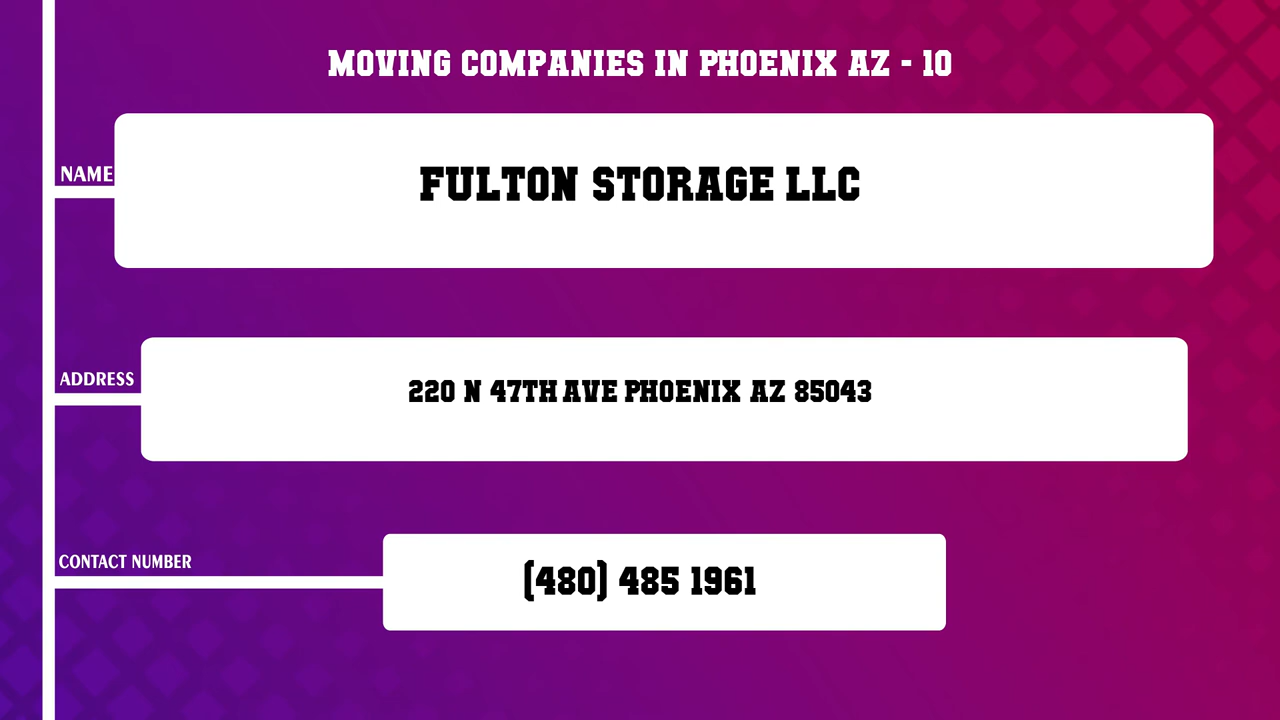 MOVING COMPANIES IN PHOENIX AZ - 10
NAME
FULTON STORAGE LLC
ADDRESS
220 N 47TH AVE PHOENIX AZ 85043
CONTACT NUMBER
(480) 485 1961